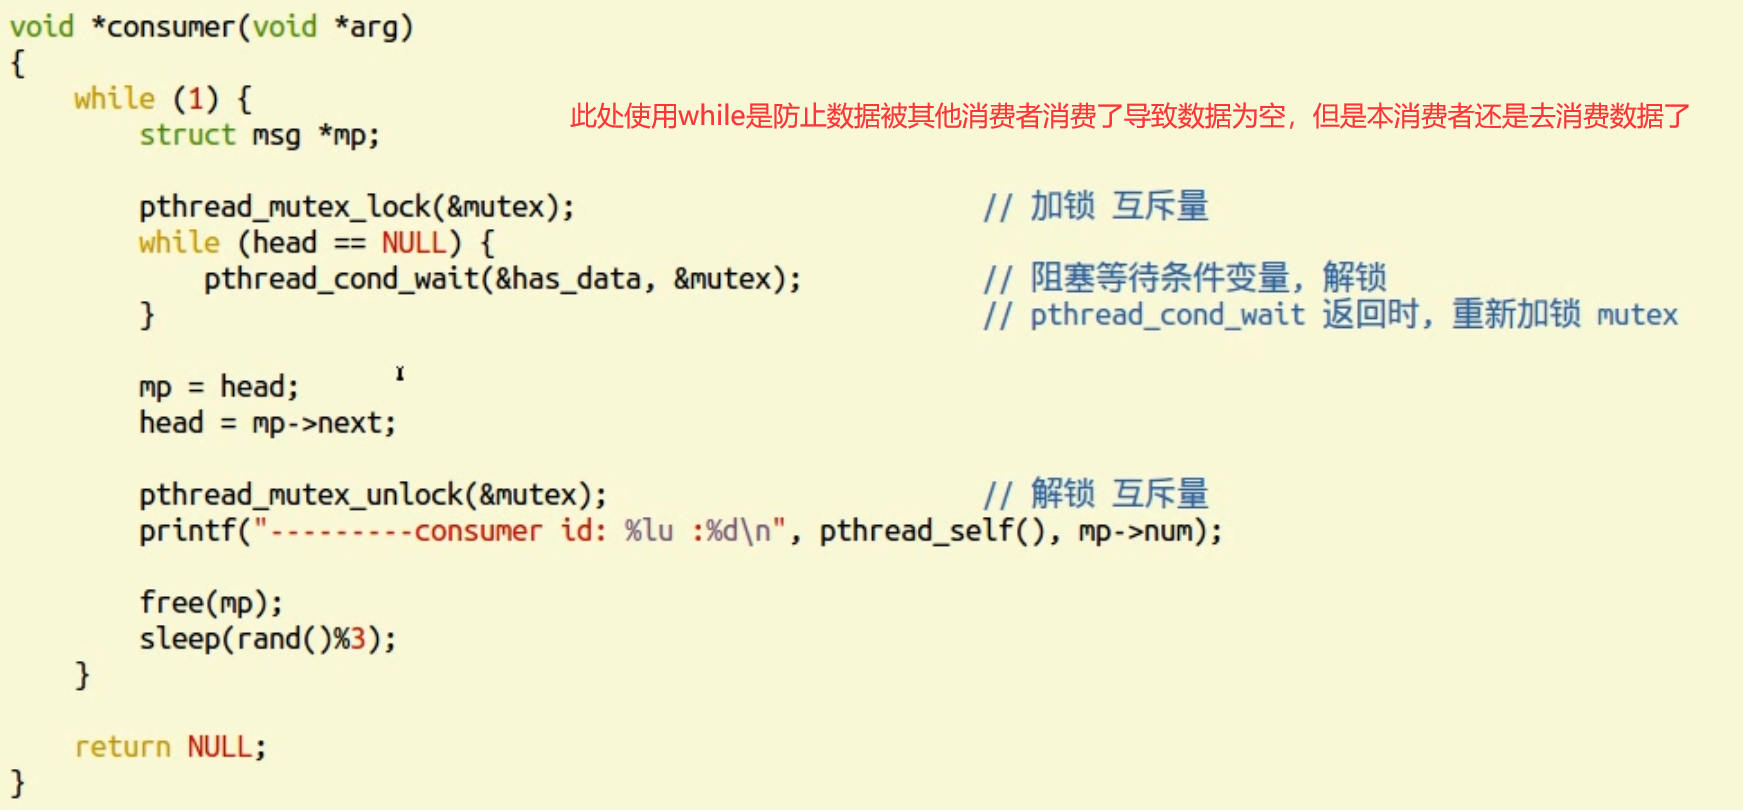 void *consumer(void *arg)
{
    while (1) {
此处使用while是防止数据被其他消费者消费了导致数据为空，但是本消费者还是去消费数据了
        struct msg *mp;
        pthread_mutex_lock(&mutex);                         // 加锁 互斥量
        while (head == NULL) {
            pthread_cond_wait(&has_data, &mutex);           // 阻塞等待条件变量，解锁
        }                                                   // pthread_cond_wait 返回时，重新加锁 mutex
        mp = head;
        head = mp->next;
        pthread_mutex_unlock(&mutex);                       // 解锁 互斥量
        printf("---------consumer id: %lu :%d\n", pthread_self(), mp->num);
        free(mp);
        sleep(rand()%3);
    }
    return NULL;
}